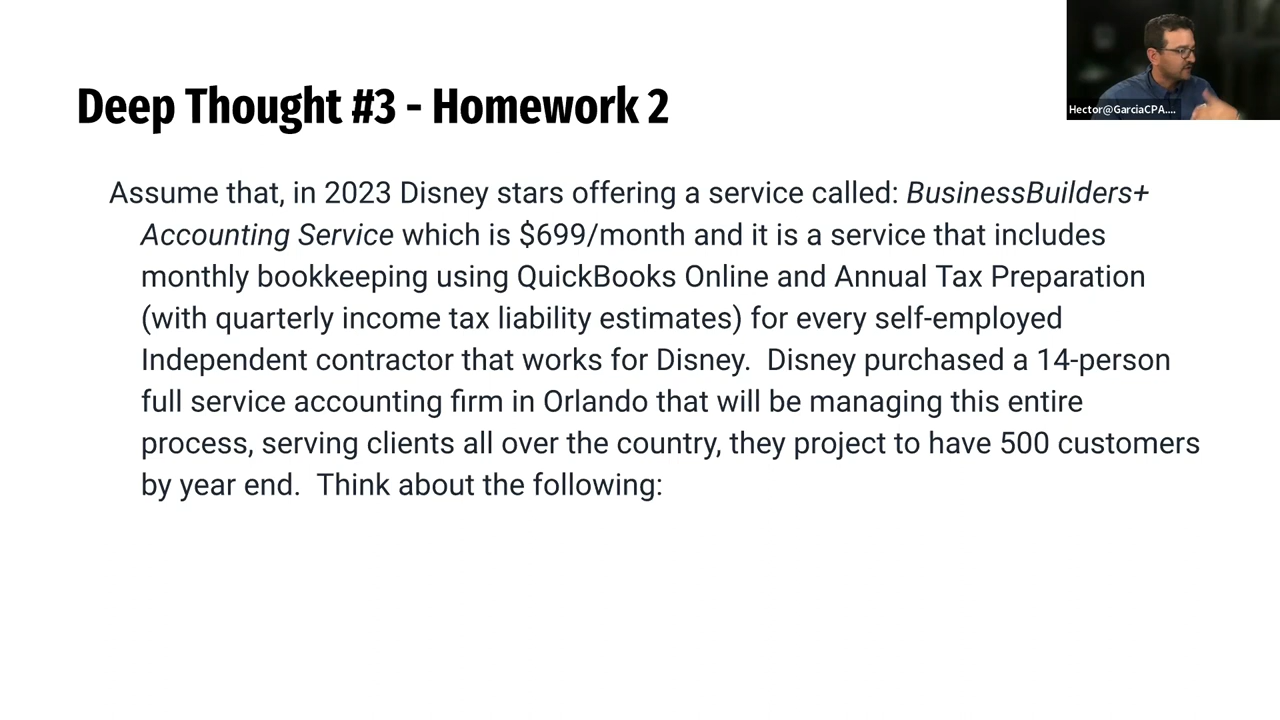 Deep Thought #3 - Homework 2
Hector@GarciaCPA....
Assume that, in 2023 Disney stars offering a service called: BusinessBuilders+
Accounting Service which is $699/month and it is a service that includes
monthly bookkeeping using QuickBooks Online and Annual Tax Preparation
(with quarterly income tax liability estimates) for every self-employed
Independent contractor that works for Disney.  Disney purchased a 14-person
full service accounting firm in Orlando that will be managing this entire
process, serving clients all over the country, they project to have 500 customers
by year end.  Think about the following: